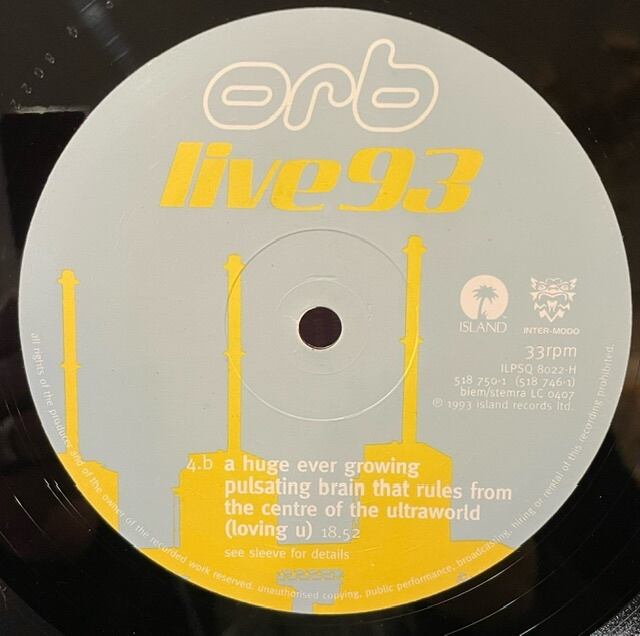 orb
live93
ISLAND
INTER-MODO
33rpm
ILPSQ 8022-H
518 750-1 (518 746-1)
biem/stemra LC 0407
℗ 1993 island records ltd.
4.b a huge ever growing
pulsating brain that rules from
the centre of the ultraworld
(loving u) 18.52
see sleeve for details
all rights of the producer and of the owner of the recorded work reserved. unauthorised copying, public performance, broadcasting, hiring or rental of this recording prohibited.